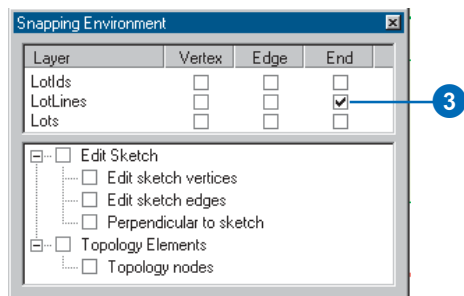 Snapping Environment
Layer Vertex Edge End
LotIds
LotLines
3
Lots
Edit Sketch
Edit sketch vertices
Edit sketch edges
Perpendicular to sketch
Topology Elements
Topology nodes